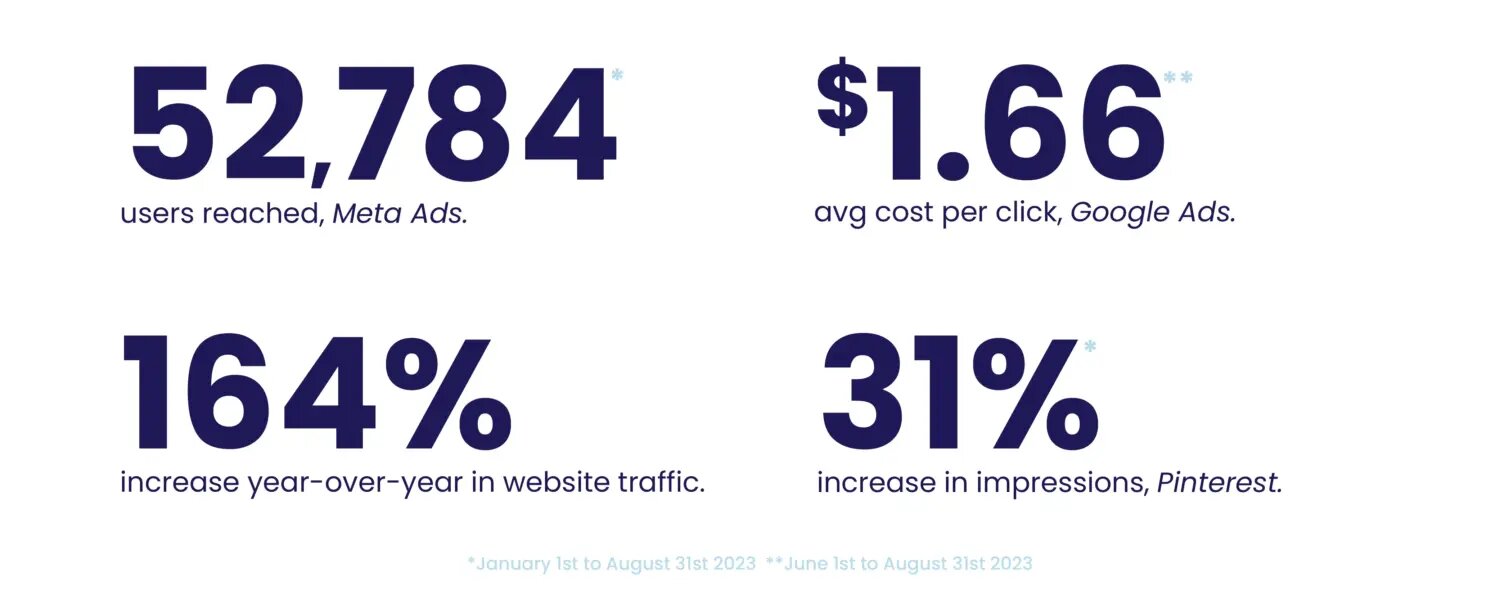 52,784*
users reached, Meta Ads.
$1.66**
avg cost per click, Google Ads.
164%
increase year-over-year in website traffic.
31%*
increase in impressions, Pinterest.
*January 1st to August 31st 2023 **June 1st to August 31st 2023